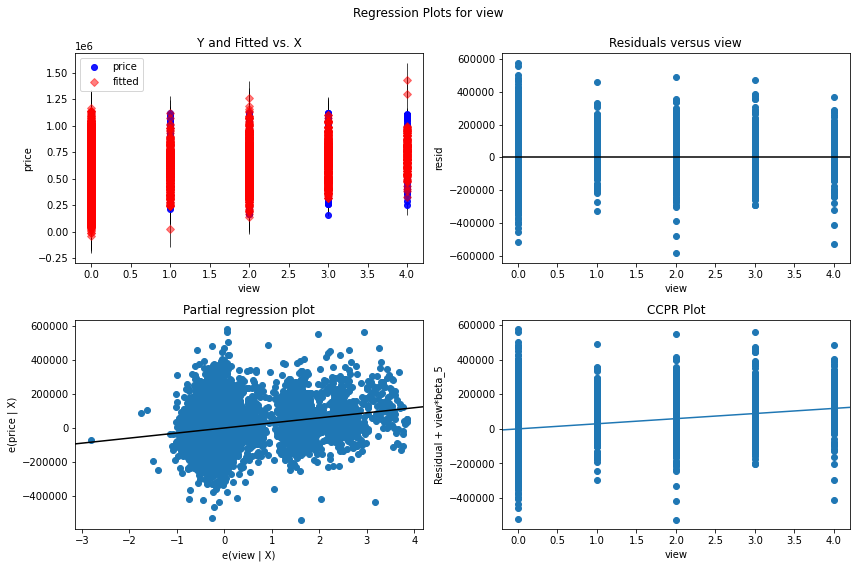 Regression Plots for view
Y and Fitted vs. X
1e6
price
fitted
1.50
1.25
1.00
0.75
0.50
0.25
0.00
−0.25
price
0.0 0.5 1.0 1.5 2.0 2.5 3.0 3.5 4.0
view
Residuals versus view
600000
400000
200000
0
−200000
−400000
−600000
resid
0.0 0.5 1.0 1.5 2.0 2.5 3.0 3.5 4.0
view
Partial regression plot
600000
400000
200000
0
−200000
−400000
e(price | X)
−3 −2 −1 0 1 2 3 4
e(view | X)
CCPR Plot
600000
400000
200000
0
−200000
−400000
Residual + view*beta_5
0.0 0.5 1.0 1.5 2.0 2.5 3.0 3.5 4.0
view